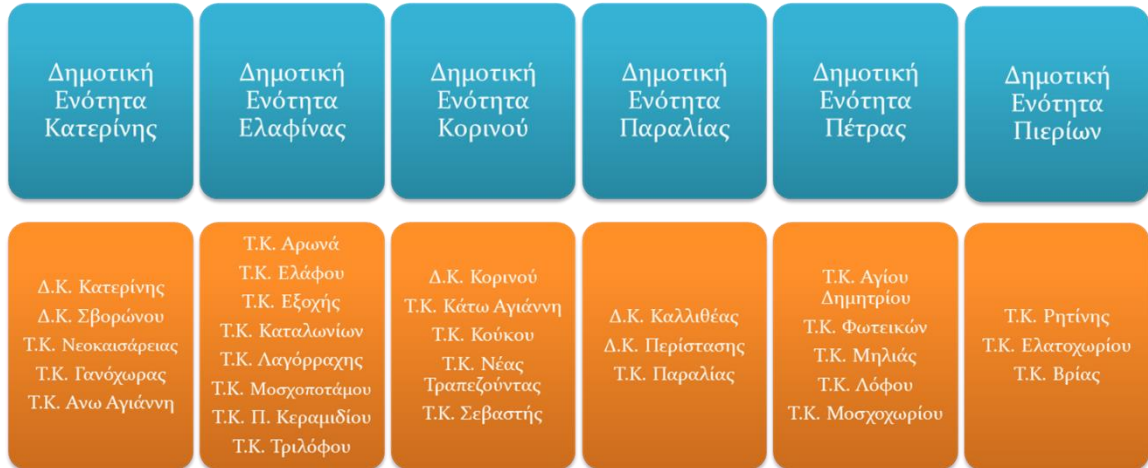 Δημοτική
Ενότητα
Κατερίνης
Δημοτική
Ενότητα
Ελαφίνας
Δημοτική
Ενότητα
Κορινού
Δημοτική
Ενότητα
Παραλίας
Δημοτική
Ενότητα
Πέτρας
Δημοτική
Ενότητα
Πιερίων
Δ.Κ. Κατερίνης
Δ.Κ. Σβορώνου
Τ.Κ. Νεοκαισάρειας
Τ.Κ. Γανόχωρας
Τ.Κ. Ανω Αγιάννη
Τ.Κ. Αρωνά
Τ.Κ. Ελάφου
Τ.Κ. Εξοχής
Τ.Κ. Καταλωνίων
Τ.Κ. Λαγόρραχης
Τ.Κ. Μοσχοποτάμου
Τ.Κ. Π. Κεραμιδίου
Τ.Κ. Τριλόφου
Δ.Κ. Κορινού
Τ.Κ. Κάτω Αγιάννη
Τ.Κ. Κούκου
Τ.Κ. Νέας
Τραπεζούντας
Τ.Κ. Σεβαστής
Δ.Κ. Καλλιθέας
Δ.Κ. Περίστασης
Τ.Κ. Παραλίας
Τ.Κ. Αγίου
Δημητρίου
Τ.Κ. Φωτεικών
Τ.Κ. Μηλιάς
Τ.Κ. Λόφου
Τ.Κ. Μοσχοχωρίου
Τ.Κ. Ρητίνης
Τ.Κ. Ελατοχωρίου
Τ.Κ. Βρίας